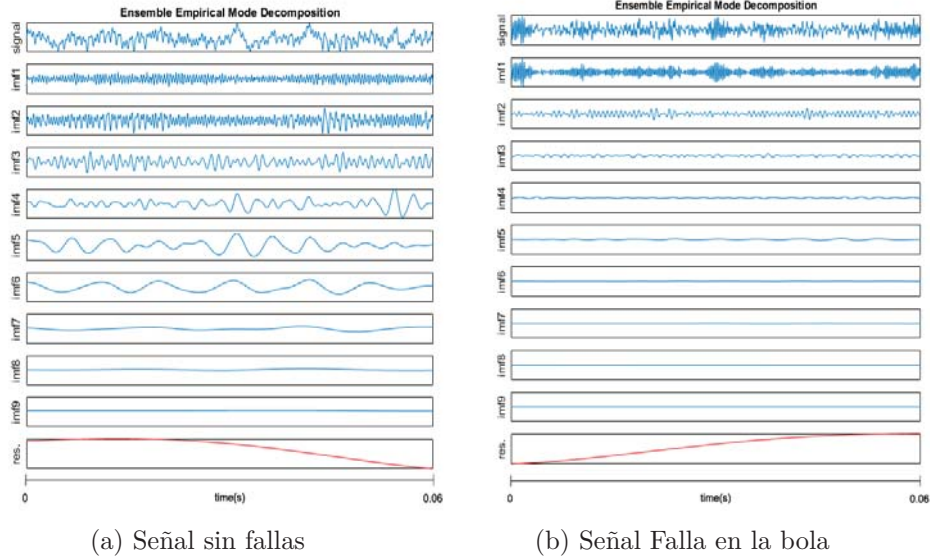 Ensemble Empirical Mode Decomposition
signal
imf1
imf2
imf3
imf4
imf5
imf6
imf7
imf8
imf9
res.
0
time(s)
0.06
(a) Señal sin fallas
Ensemble Empirical Mode Decomposition
signal
imf1
imf2
imf3
imf4
imf5
imf6
imf7
imf8
imf9
res.
0
time(s)
0.06
(b) Señal Falla en la bola